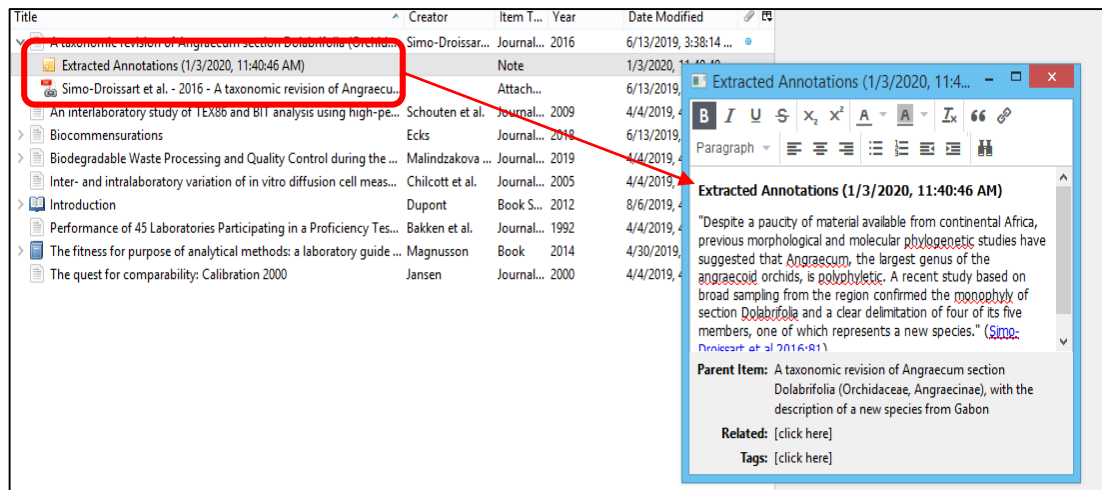 Title Creator Item T... Year Date Modified
A taxonomic revision of Angraecum section Dolabrifolia (Orchid... Simo-Droissar... Journal... 2016 6/13/2019, 3:38:14 ...
Extracted Annotations (1/3/2020, 11:40:46 AM) Note 1/3/2020, 11:40:49
Simo-Droissart et al. - 2016 - A taxonomic revision of Angraecu... Attach... 6/13/2019,
An interlaboratory study of TEX86 and BIT analysis using high-pe... Schouten et al. Journal... 2009 4/4/2019, 4
Biocommensurations Ecks Journal... 2018 6/13/2019,
Biodegradable Waste Processing and Quality Control during the ... Malindzakova ... Journal... 2019 4/4/2019, 4
Inter- and intralaboratory variation of in vitro diffusion cell meas... Chilcott et al. Journal... 2005 4/4/2019, 4
Introduction Dupont Book S... 2012 8/6/2019, 4
Performance of 45 Laboratories Participating in a Proficiency Tes... Bakken et al. Journal... 1992 4/4/2019, 4
The fitness for purpose of analytical methods: a laboratory guide ... Magnusson Book 2014 4/30/2019,
The quest for comparability: Calibration 2000 Jansen Journal... 2000 4/4/2019, 4
Extracted Annotations (1/3/2020, 11:4...
B I U S X₂ X² A A Ix
Paragraph
Extracted Annotations (1/3/2020, 11:40:46 AM)
"Despite a paucity of material available from continental Africa,
previous morphological and molecular phylogenetic studies have
suggested that Angraecum, the largest genus of the
angraecoid orchids, is polyphyletic. A recent study based on
broad sampling from the region confirmed the monophyly of
section Dolabrifolia and a clear delimitation of four of its five
members, one of which represents a new species." (Simo-
Droissart et al 2016:81)
Parent Item: A taxonomic revision of Angraecum section
Dolabrifolia (Orchidaceae, Angraecinae), with the
description of a new species from Gabon
Related: [click here]
Tags: [click here]